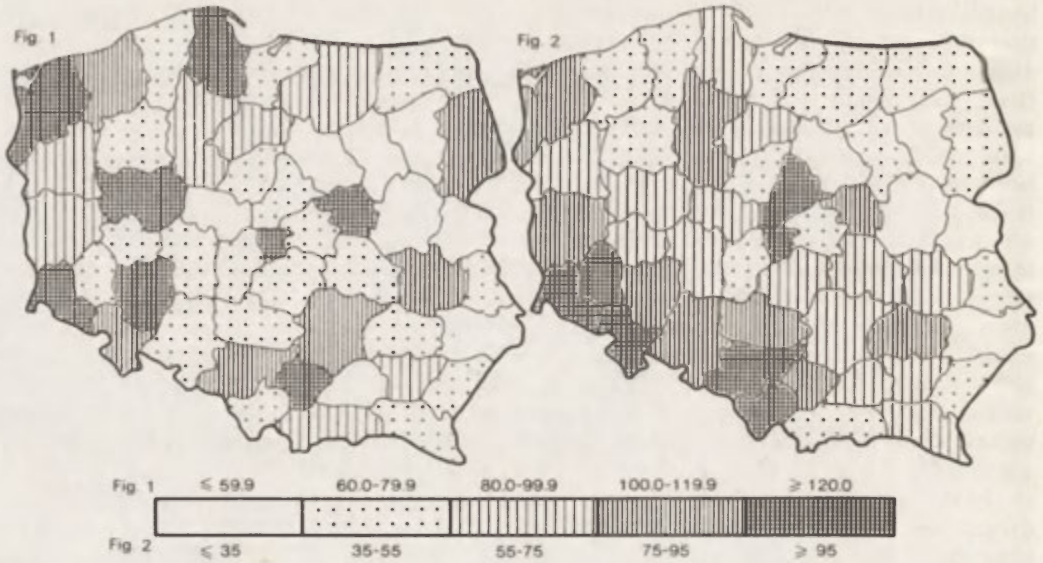 Fig. 1
Fig. 2
Fig. 1 ⩽ 59.9 60.0-79.9 80.0-99.9 100.0-119.9 ⩾ 120.0
Fig. 2 ⩽ 35 35-55 55-75 75-95 ⩾ 95